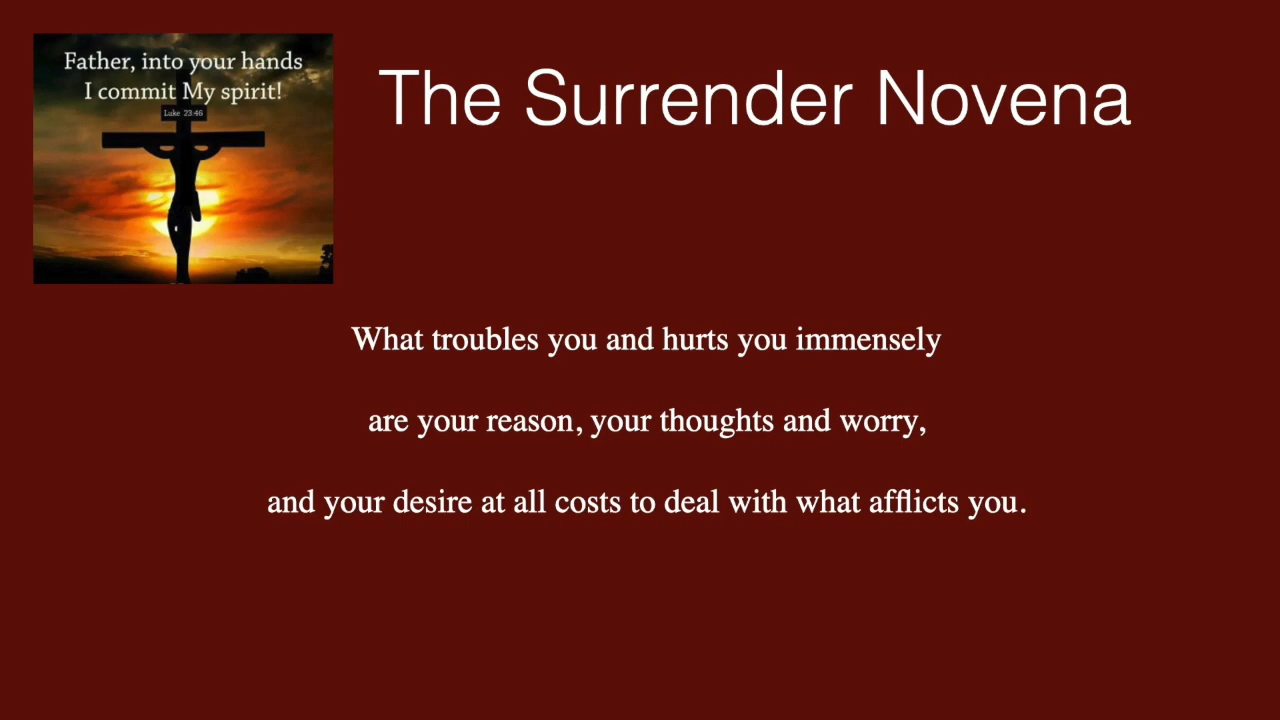 Father, into your hands
I commit My spirit!
Luke 23:46
The Surrender Novena
What troubles you and hurts you immensely
are your reason, your thoughts and worry,
and your desire at all costs to deal with what afflicts you.